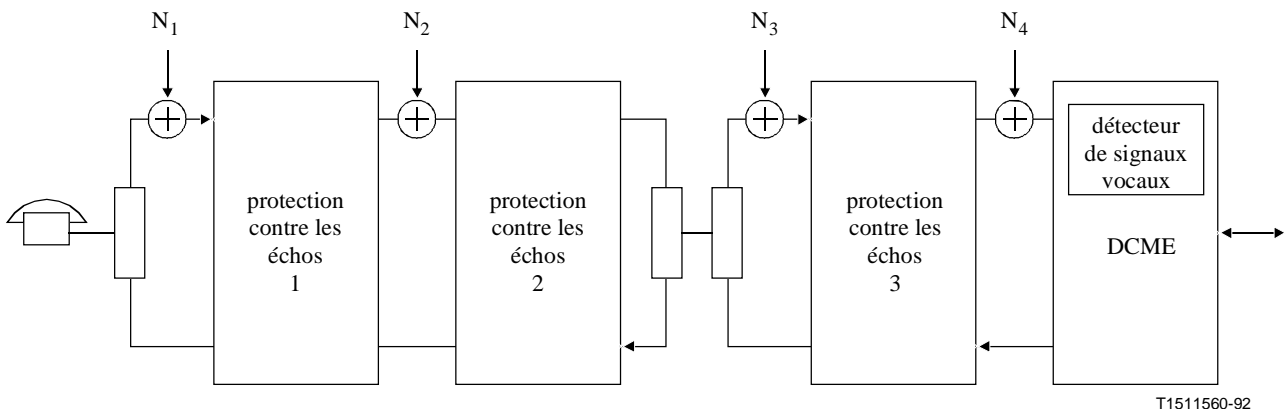 N1
N2
N3
N4
protection
contre les
échos
1
protection
contre les
échos
2
protection
contre les
échos
3
détecteur
de signaux
vocaux
DCME
T1511560-92